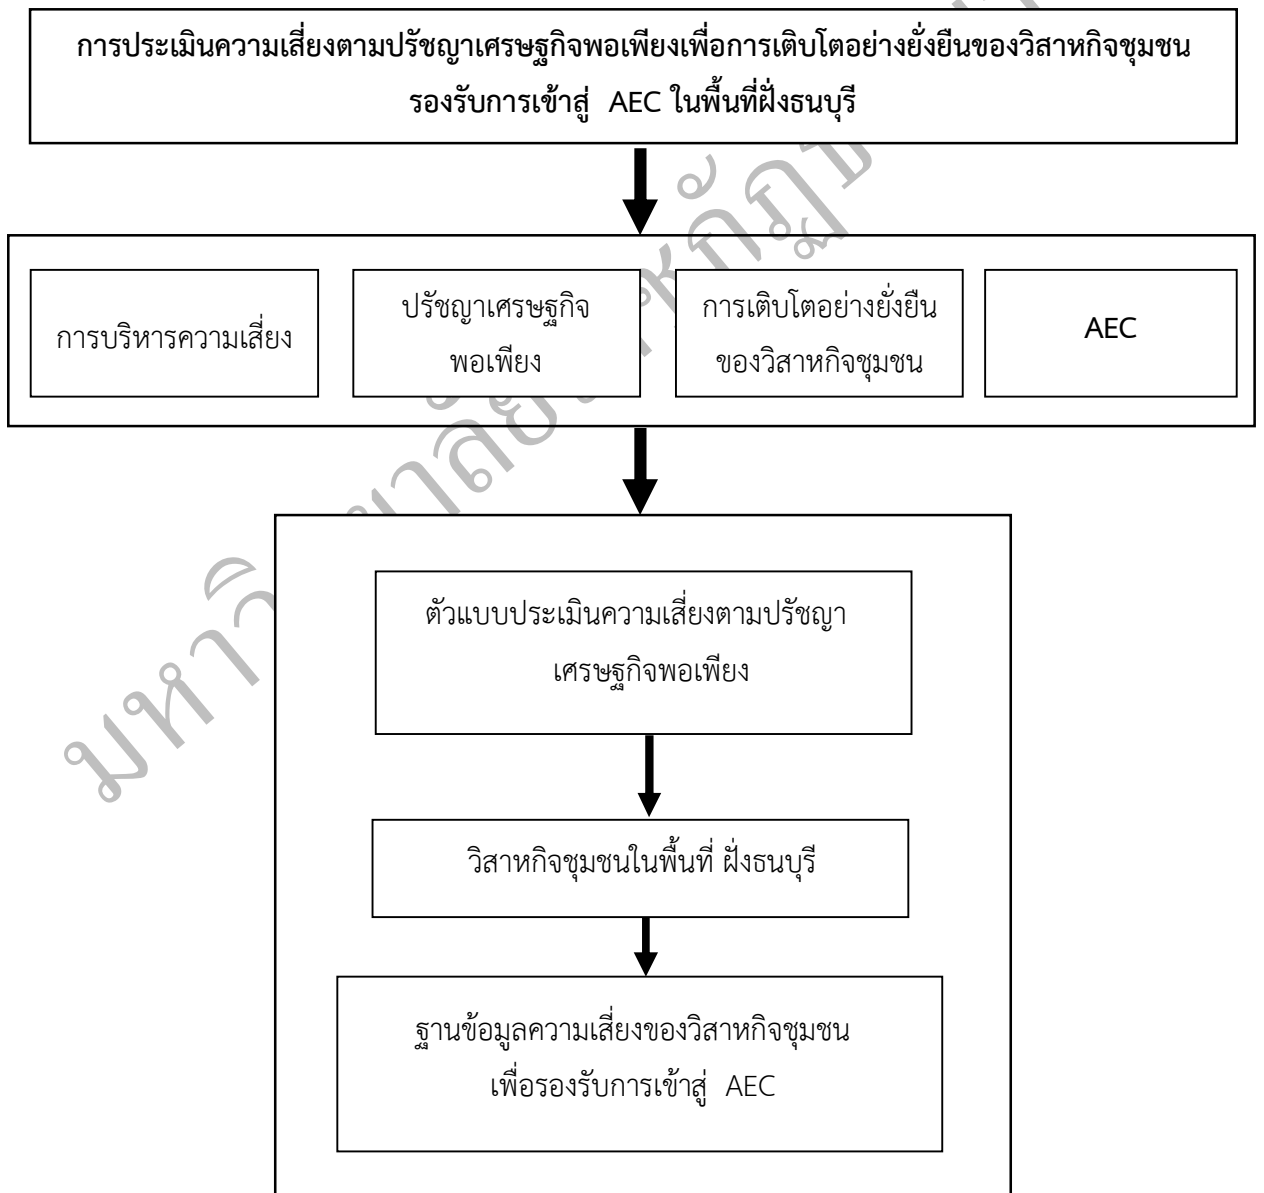 การประเมินความเสี่ยงตามปรัชญาเศรษฐกิจพอเพียงเพื่อการเติบโตอย่างยั่งยืนของวิสาหกิจชุมชน
รองรับการเข้าสู่ AEC ในพื้นที่ฝั่งธนบุรี
การบริหารความเสี่ยง
ปรัชญาเศรษฐกิจ
พอเพียง
การเติบโตอย่างยั่งยืน
ของวิสาหกิจชุมชน
AEC
ตัวแบบประเมินความเสี่ยงตามปรัชญา
เศรษฐกิจพอเพียง
วิสาหกิจชุมชนในพื้นที่ ฝั่งธนบุรี
ฐานข้อมูลความเสี่ยงของวิสาหกิจชุมชน
เพื่อรองรับการเข้าสู่ AEC